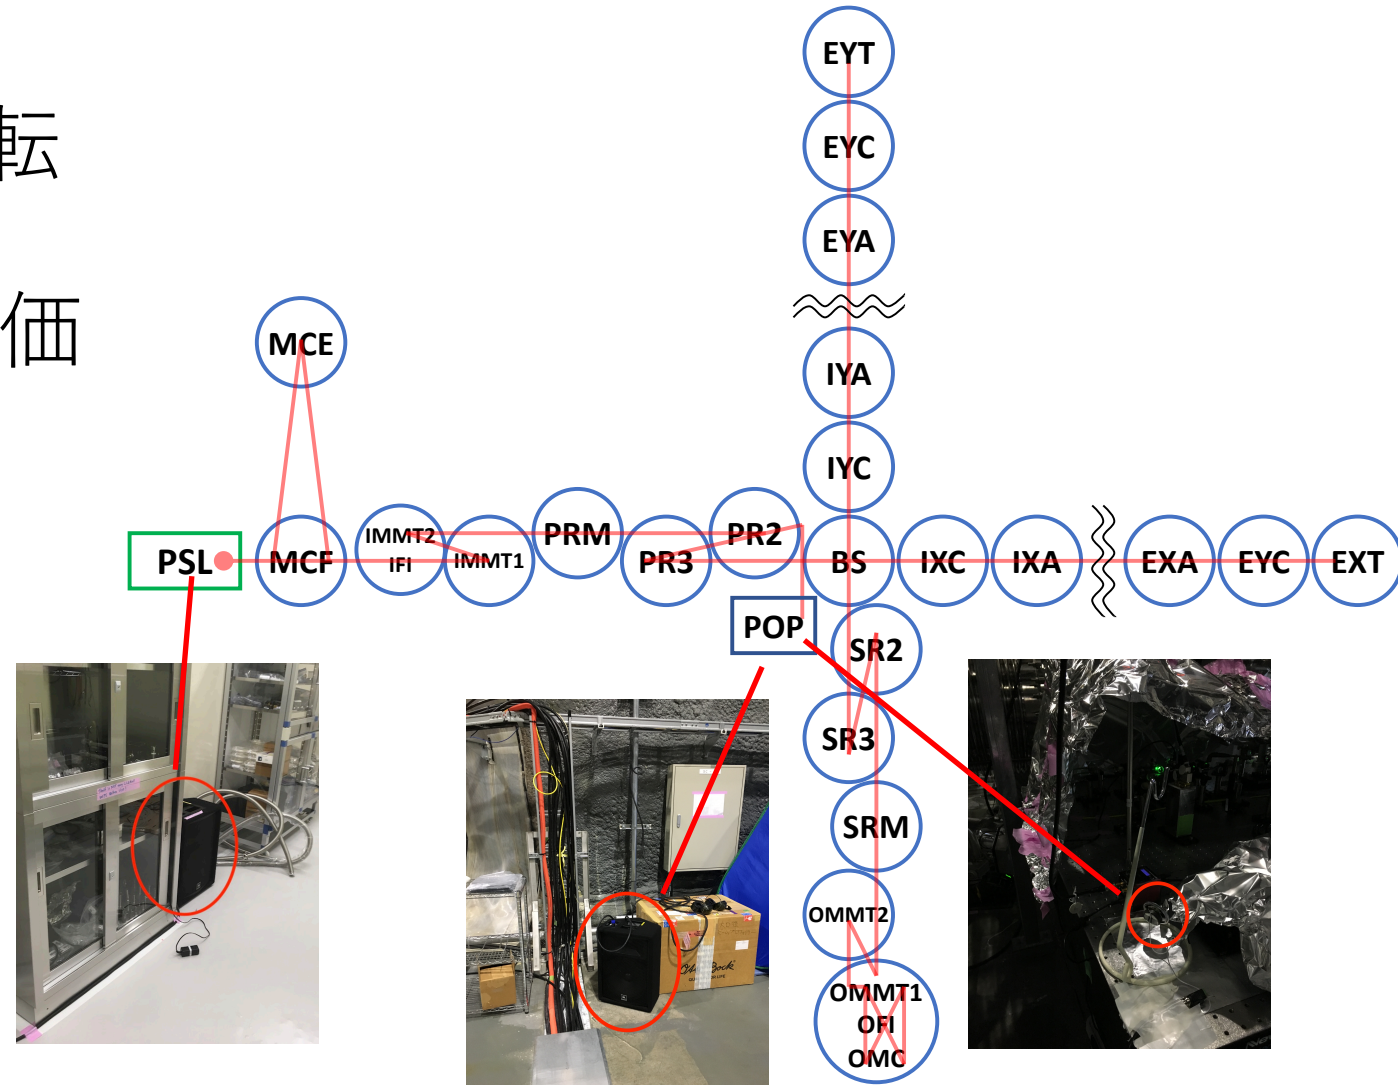 転
価
EYT
EYC
EYA
IYA
IYC
MCE
PSL
MCF
IMMT2
IFI
IMMT1
PRM
PR3
PR2
BS
IXC
IXA
EXA
EYC
EXT
POP
SR2
SR3
SRM
OMMT2
OMMT1
OFI
OMC